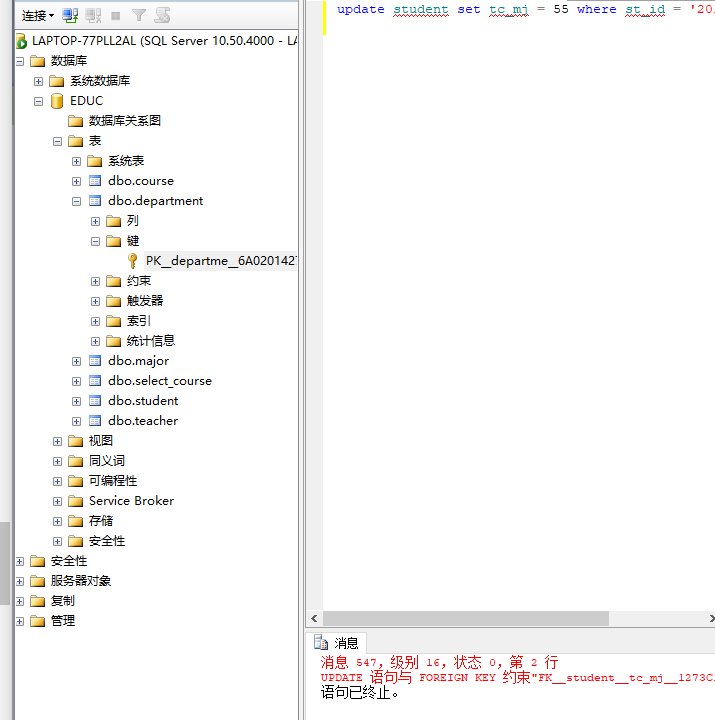 连接
LAPTOP-77PLL2AL (SQL Server 10.50.4000 - LA
数据库
系统数据库
EDUC
数据库关系图
表
系统表
dbo.course
dbo.department
列
键
PK__departme__6A020142
约束
触发器
索引
统计信息
dbo.major
dbo.select_course
dbo.student
dbo.teacher
视图
同义词
可编程性
Service Broker
存储
安全性
安全性
服务器对象
复制
管理
update student set tc_mj = 55 where st_id = '20
消息
消息 547，级别 16，状态 0，第 2 行
UPDATE 语句与 FOREIGN KEY 约束"FK__student__tc_mj__1273C
语句已终止。